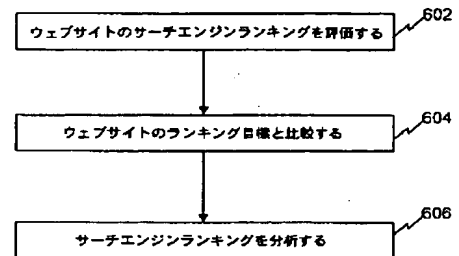 602
ウェブサイトのサーチエンジンランキングを評価する
604
ウェブサイトのランキング目標と比較する
606
サーチエンジンランキングを分析する